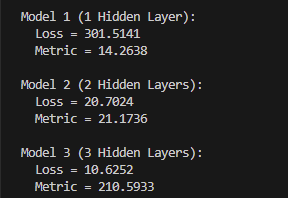 Model 1 (1 Hidden Layer):
Loss = 301.5141
Metric = 14.2638
Model 2 (2 Hidden Layers):
Loss = 20.7024
Metric = 21.1736
Model 3 (3 Hidden Layers):
Loss = 10.6252
Metric = 210.5933